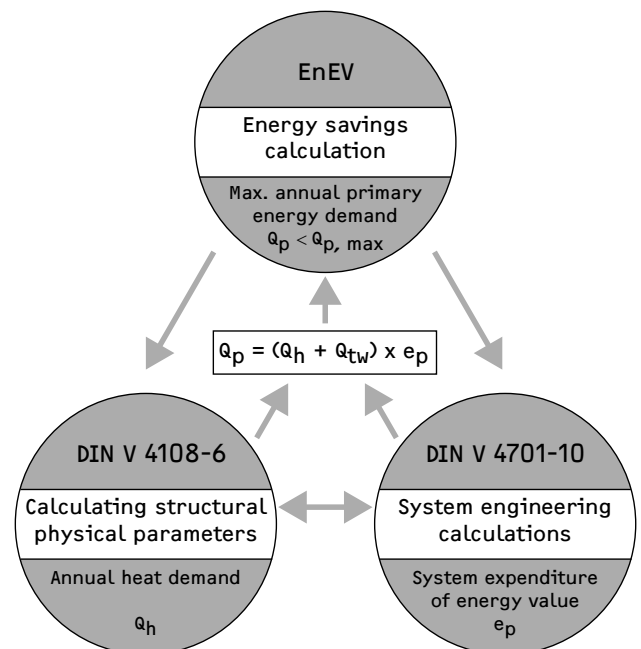 EnEV
Energy savings
calculation
Max. annual primary
energy demand
Qp < Qp, max
Qp = (Qh + Qtw) x ep
DIN V 4108-6
Calculating structural
physical parameters
Annual heat demand
Qh
DIN V 4701-10
System engineering
calculations
System expenditure
of energy value
ep